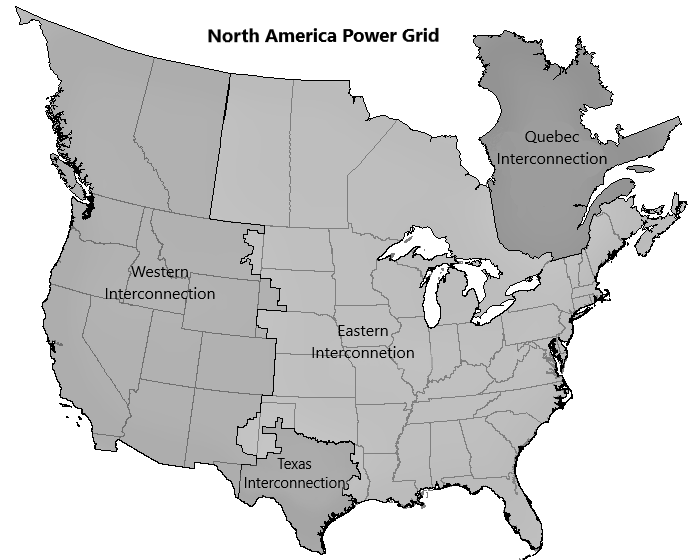 North America Power Grid
Quebec
Interconnection
Western
Interconnection
Eastern
Interconnetion
Texas
Interconnection